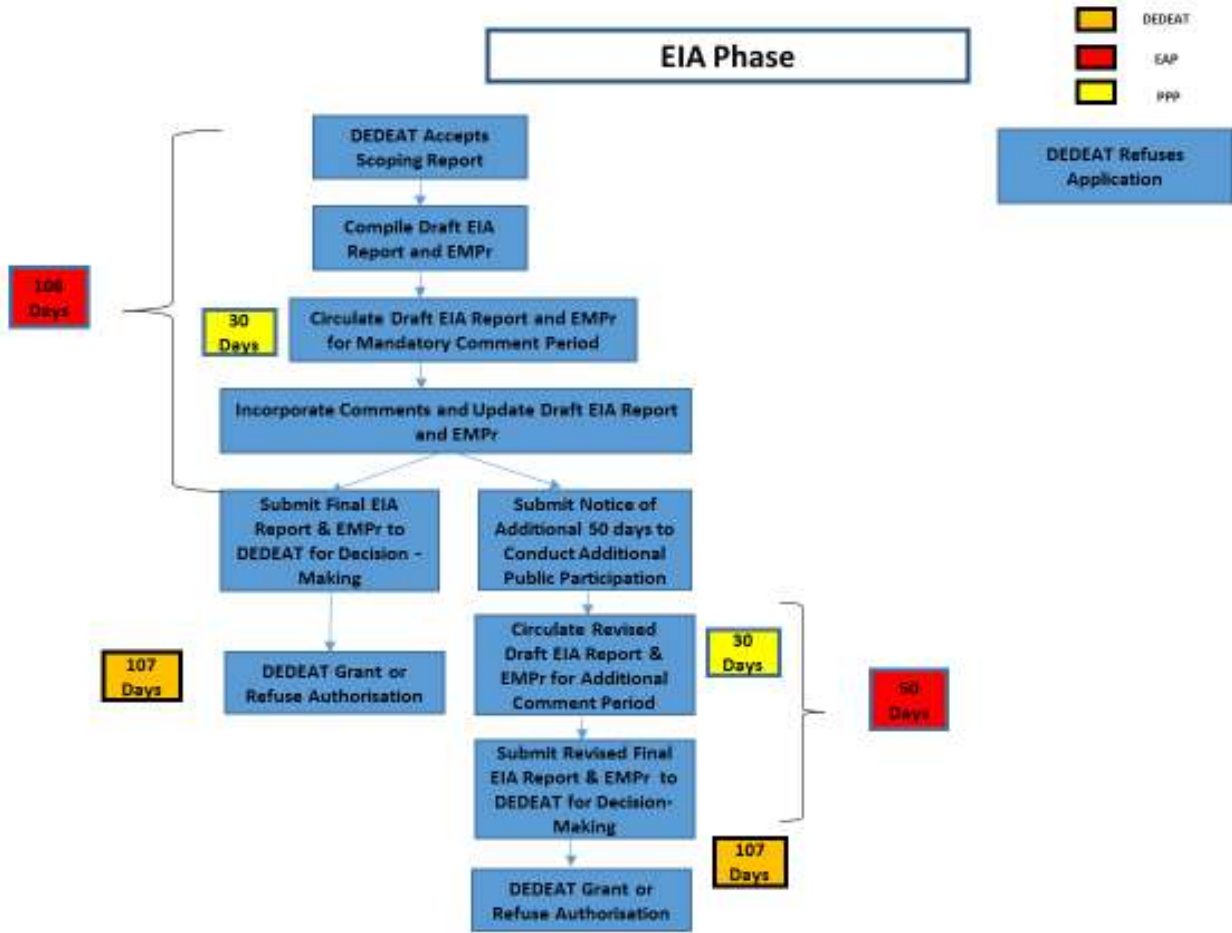 EIA Phase
DEDEAT
EAP
PPP
DEDEAT Accepts
Scoping Report
DEDEAT Refuses
Application
Compile Draft EIA
Report and EMPr
Days
30
Days
Circulate Draft EIA Report and EMPr
for Mandatory Comment Period
Incorporate Comments and Update Draft EIA Report
and EMPr
Submit Final EIA
Report & EMPr to
DEDEAT for Decision -
Making
Submit Notice of
Additional 50 days to
Conduct Additional
Public Participation
107
Days
DEDEAT Grant or
Refuse Authorisation
Circulate Revised
Draft EIA Report &
EMPr for Additional
Comment Period
30
Days
50
Days
Submit Revised Final
EIA Report & EMPr to
DEDEAT for Decision-
Making
107
Days
DEDEAT Grant or
Refuse Authorisation